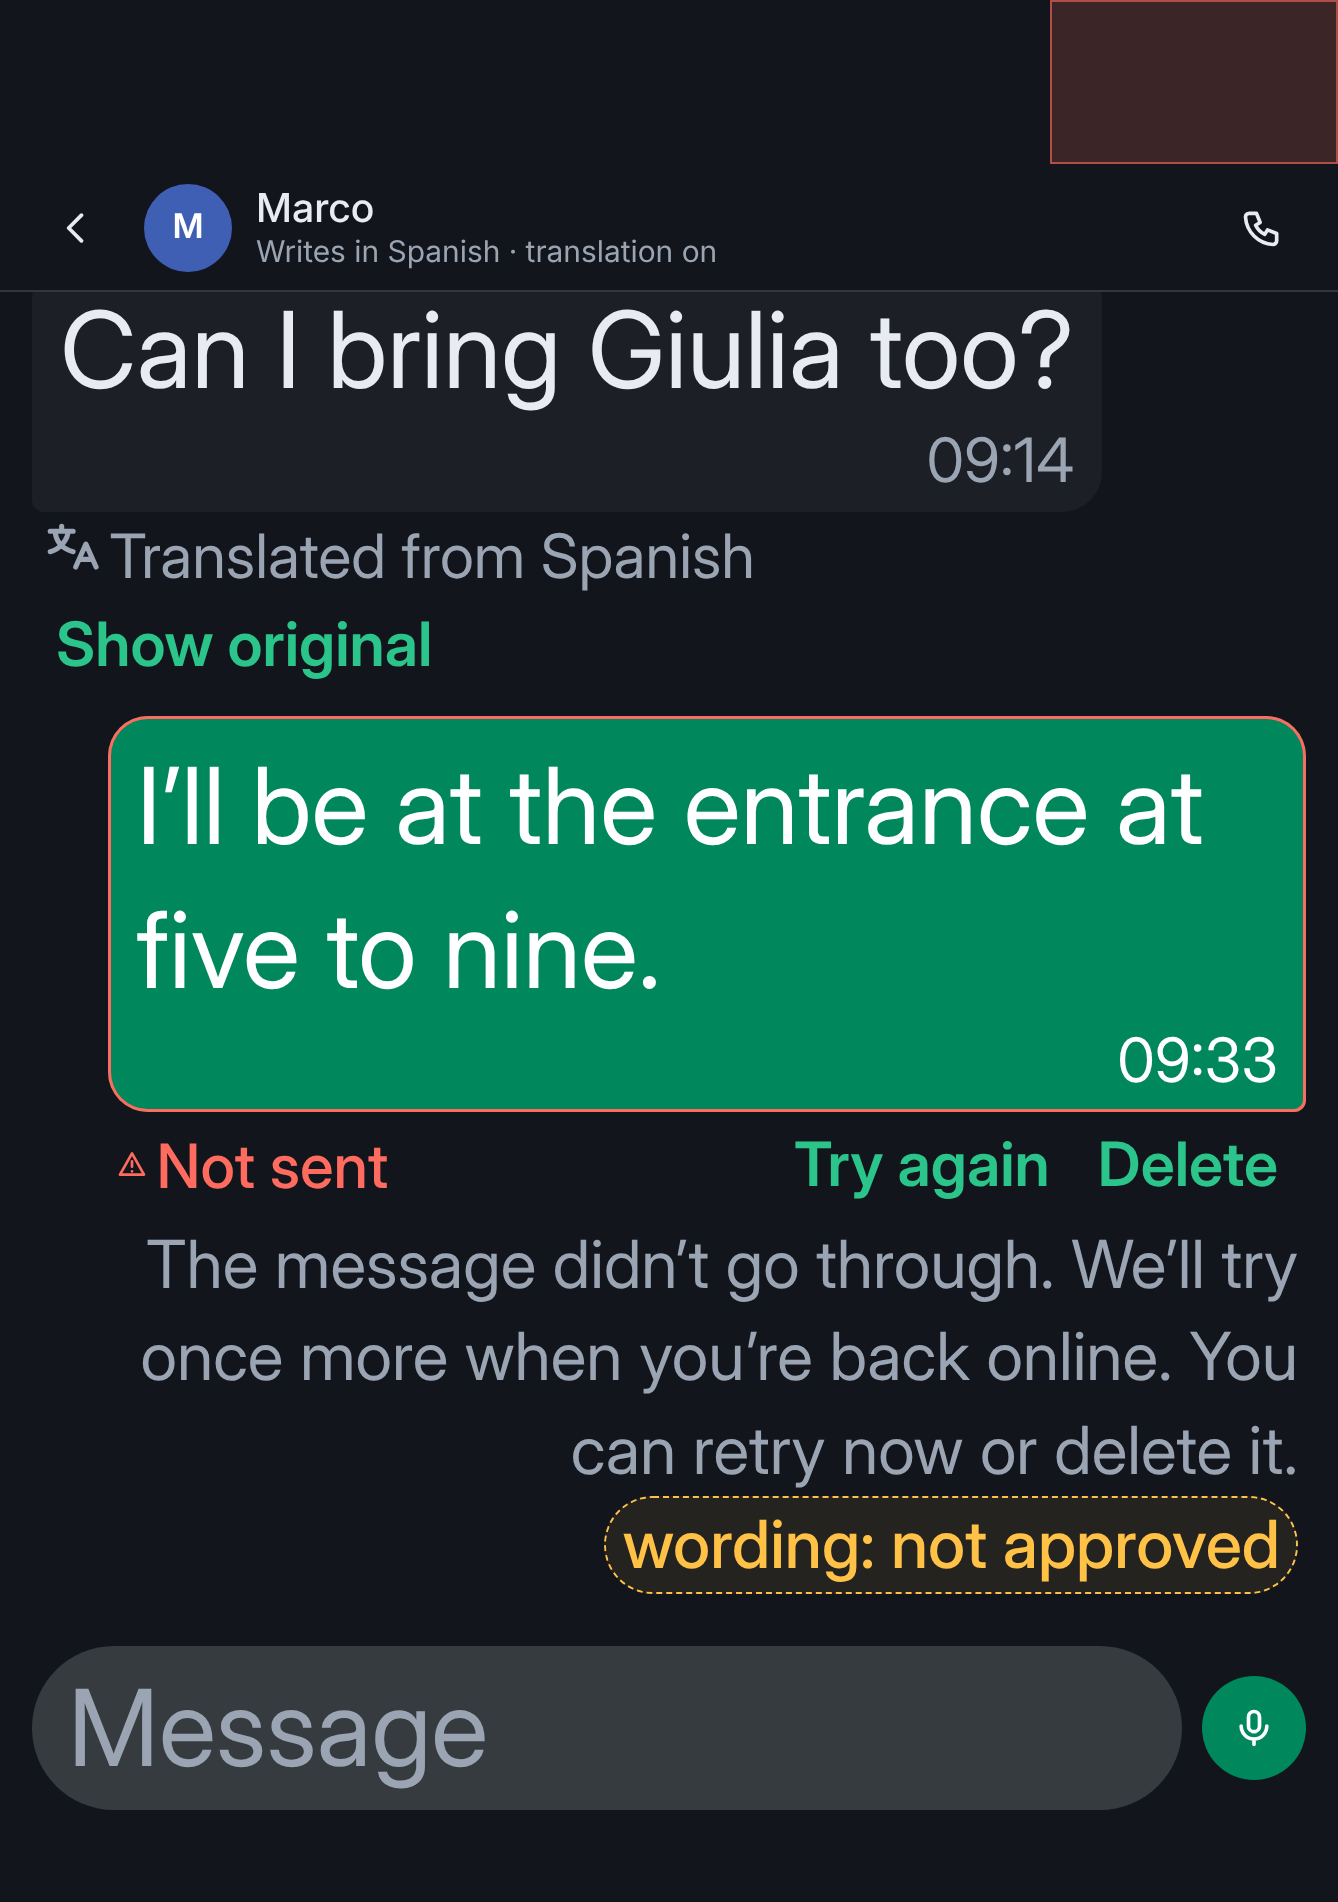 M
Marco
Writes in Spanish · translation on
Can I bring Giulia too?
09:14
Translated from Spanish
Show original
I’ll be at the entrance at
five to nine.
09:33
Not sent
Try again Delete
The message didn’t go through. We’ll try
once more when you’re back online. You
can retry now or delete it.
wording: not approved
Message